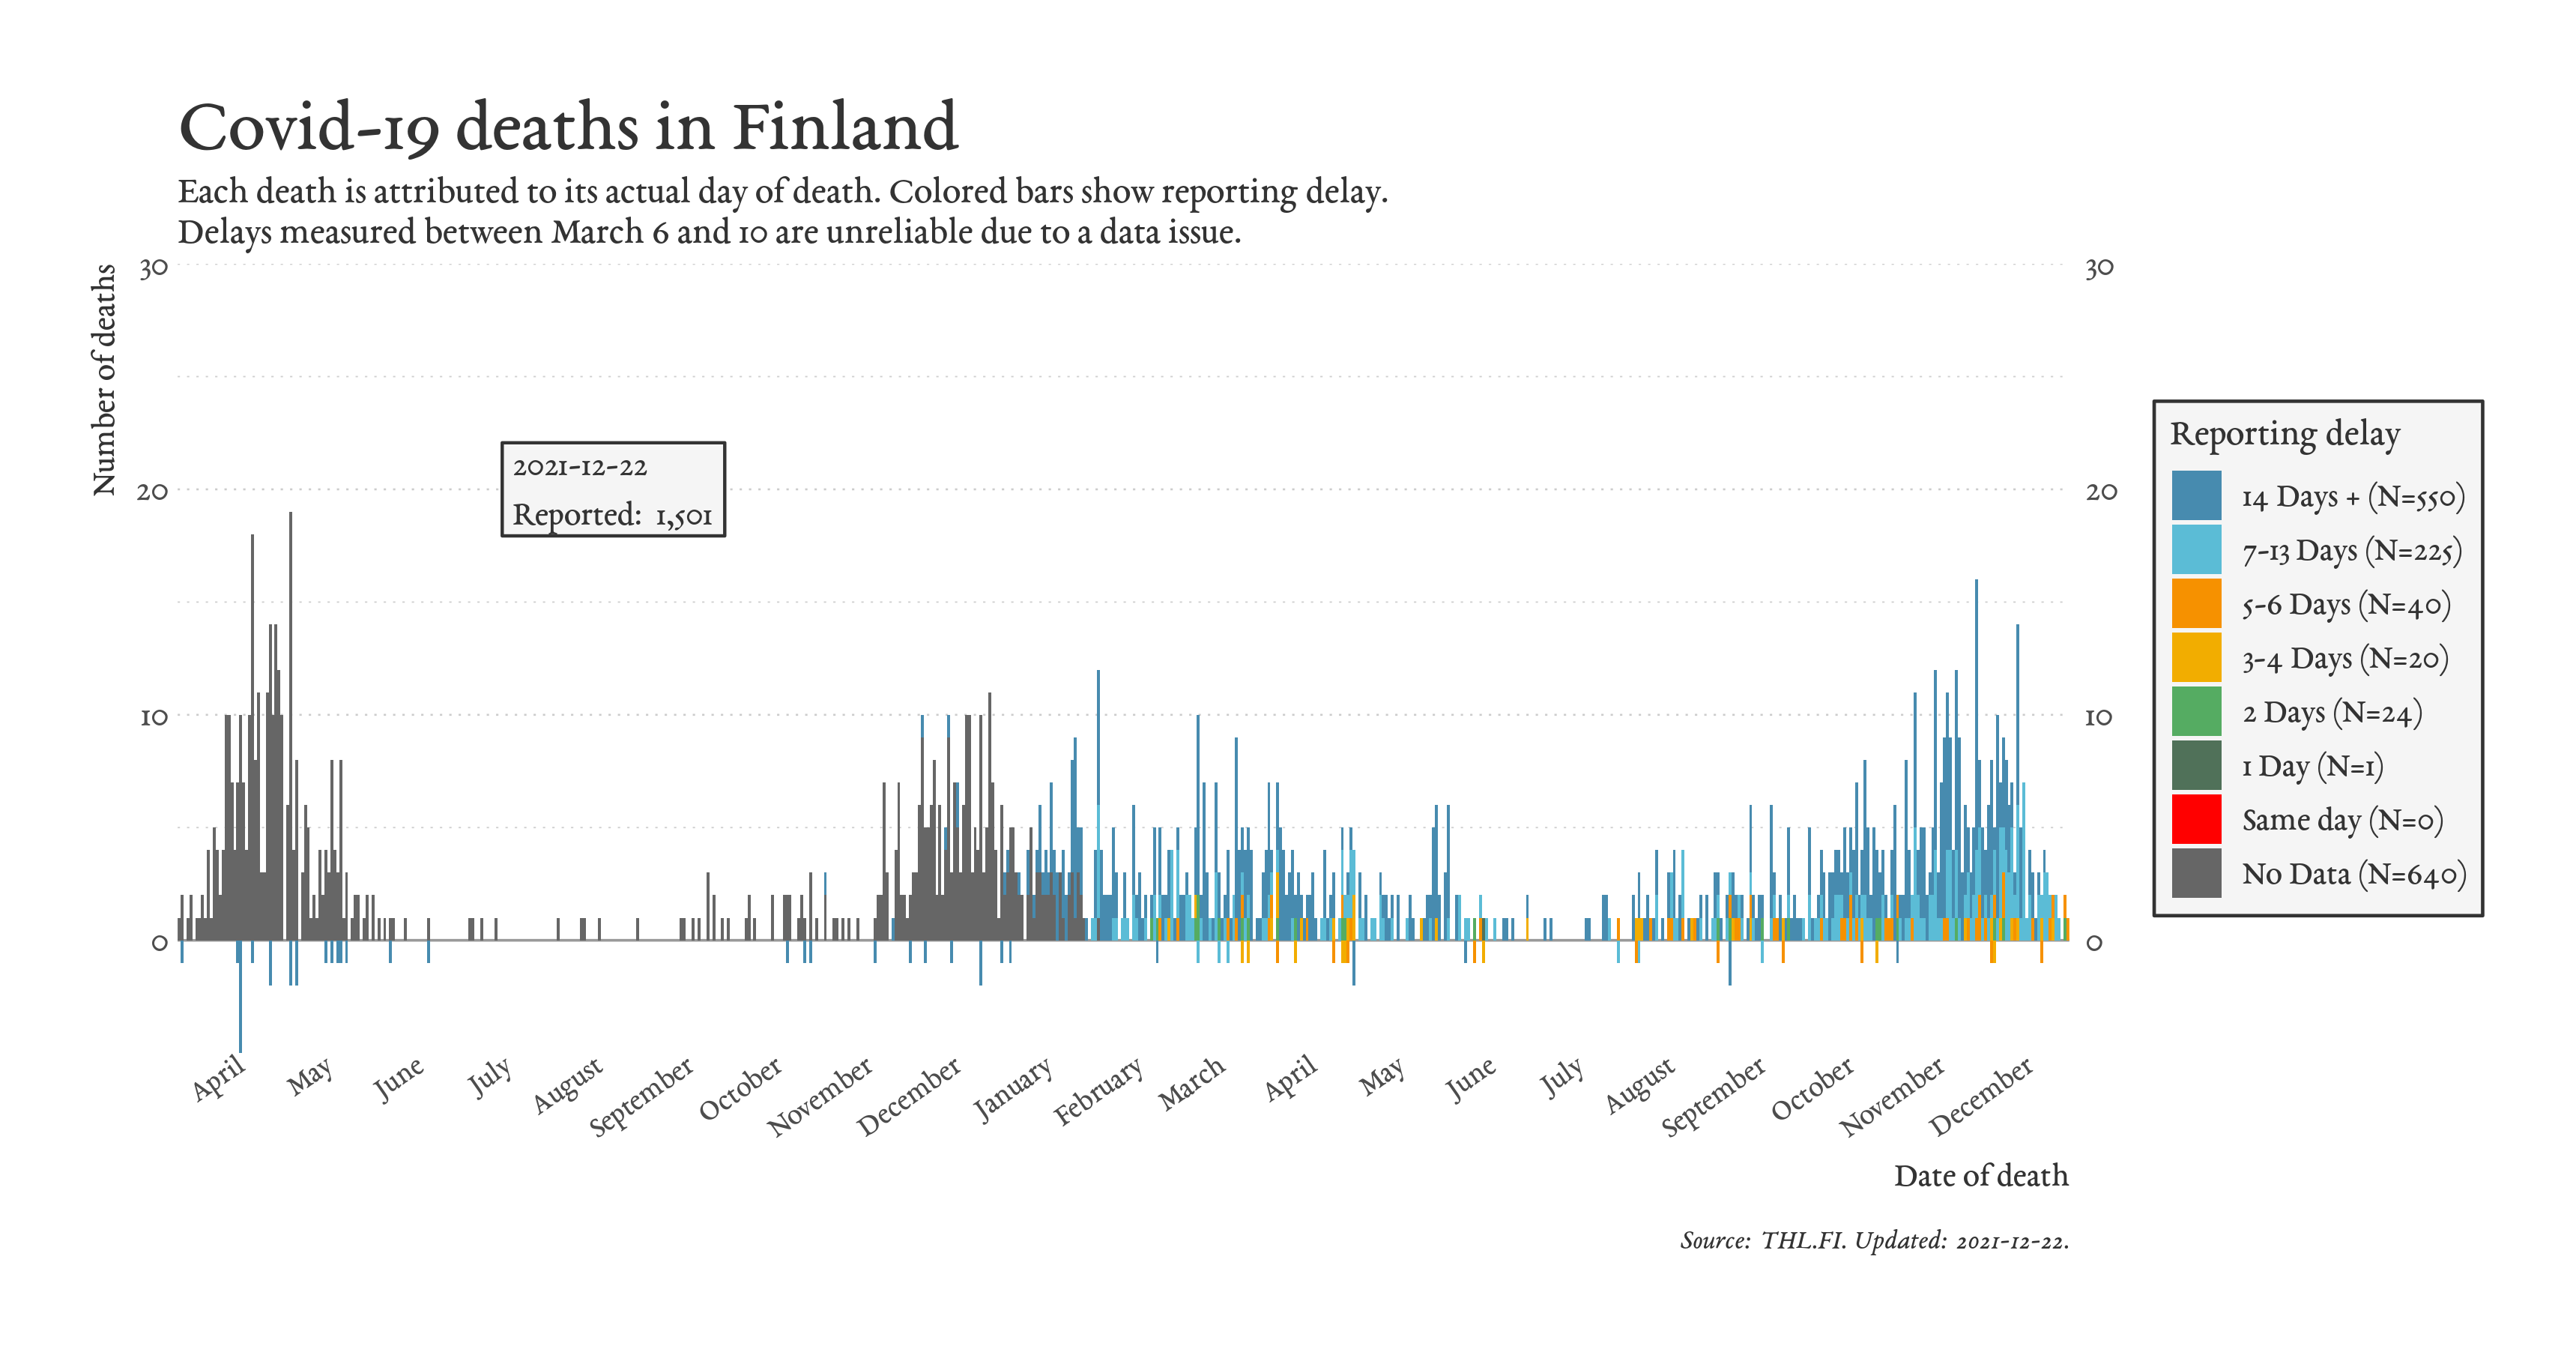 Covid-19 deaths in Finland
Each death is attributed to its actual day of death. Colored bars show reporting delay.
Delays measured between March 6 and 10 are unreliable due to a data issue.
Number of deaths
30
20
10
0
30
20
10
0
2021-12-22
Reported: 1,501
Reporting delay
14 Days + (N=550)
7-13 Days (N=225)
5-6 Days (N=40)
3-4 Days (N=20)
2 Days (N=24)
1 Day (N=1)
Same day (N=0)
No Data (N=640)
April
May
June
July
August
September
October
November
December
January
February
March
April
May
June
July
August
September
October
November
December
Date of death
Source: THL.FI. Updated: 2021-12-22.